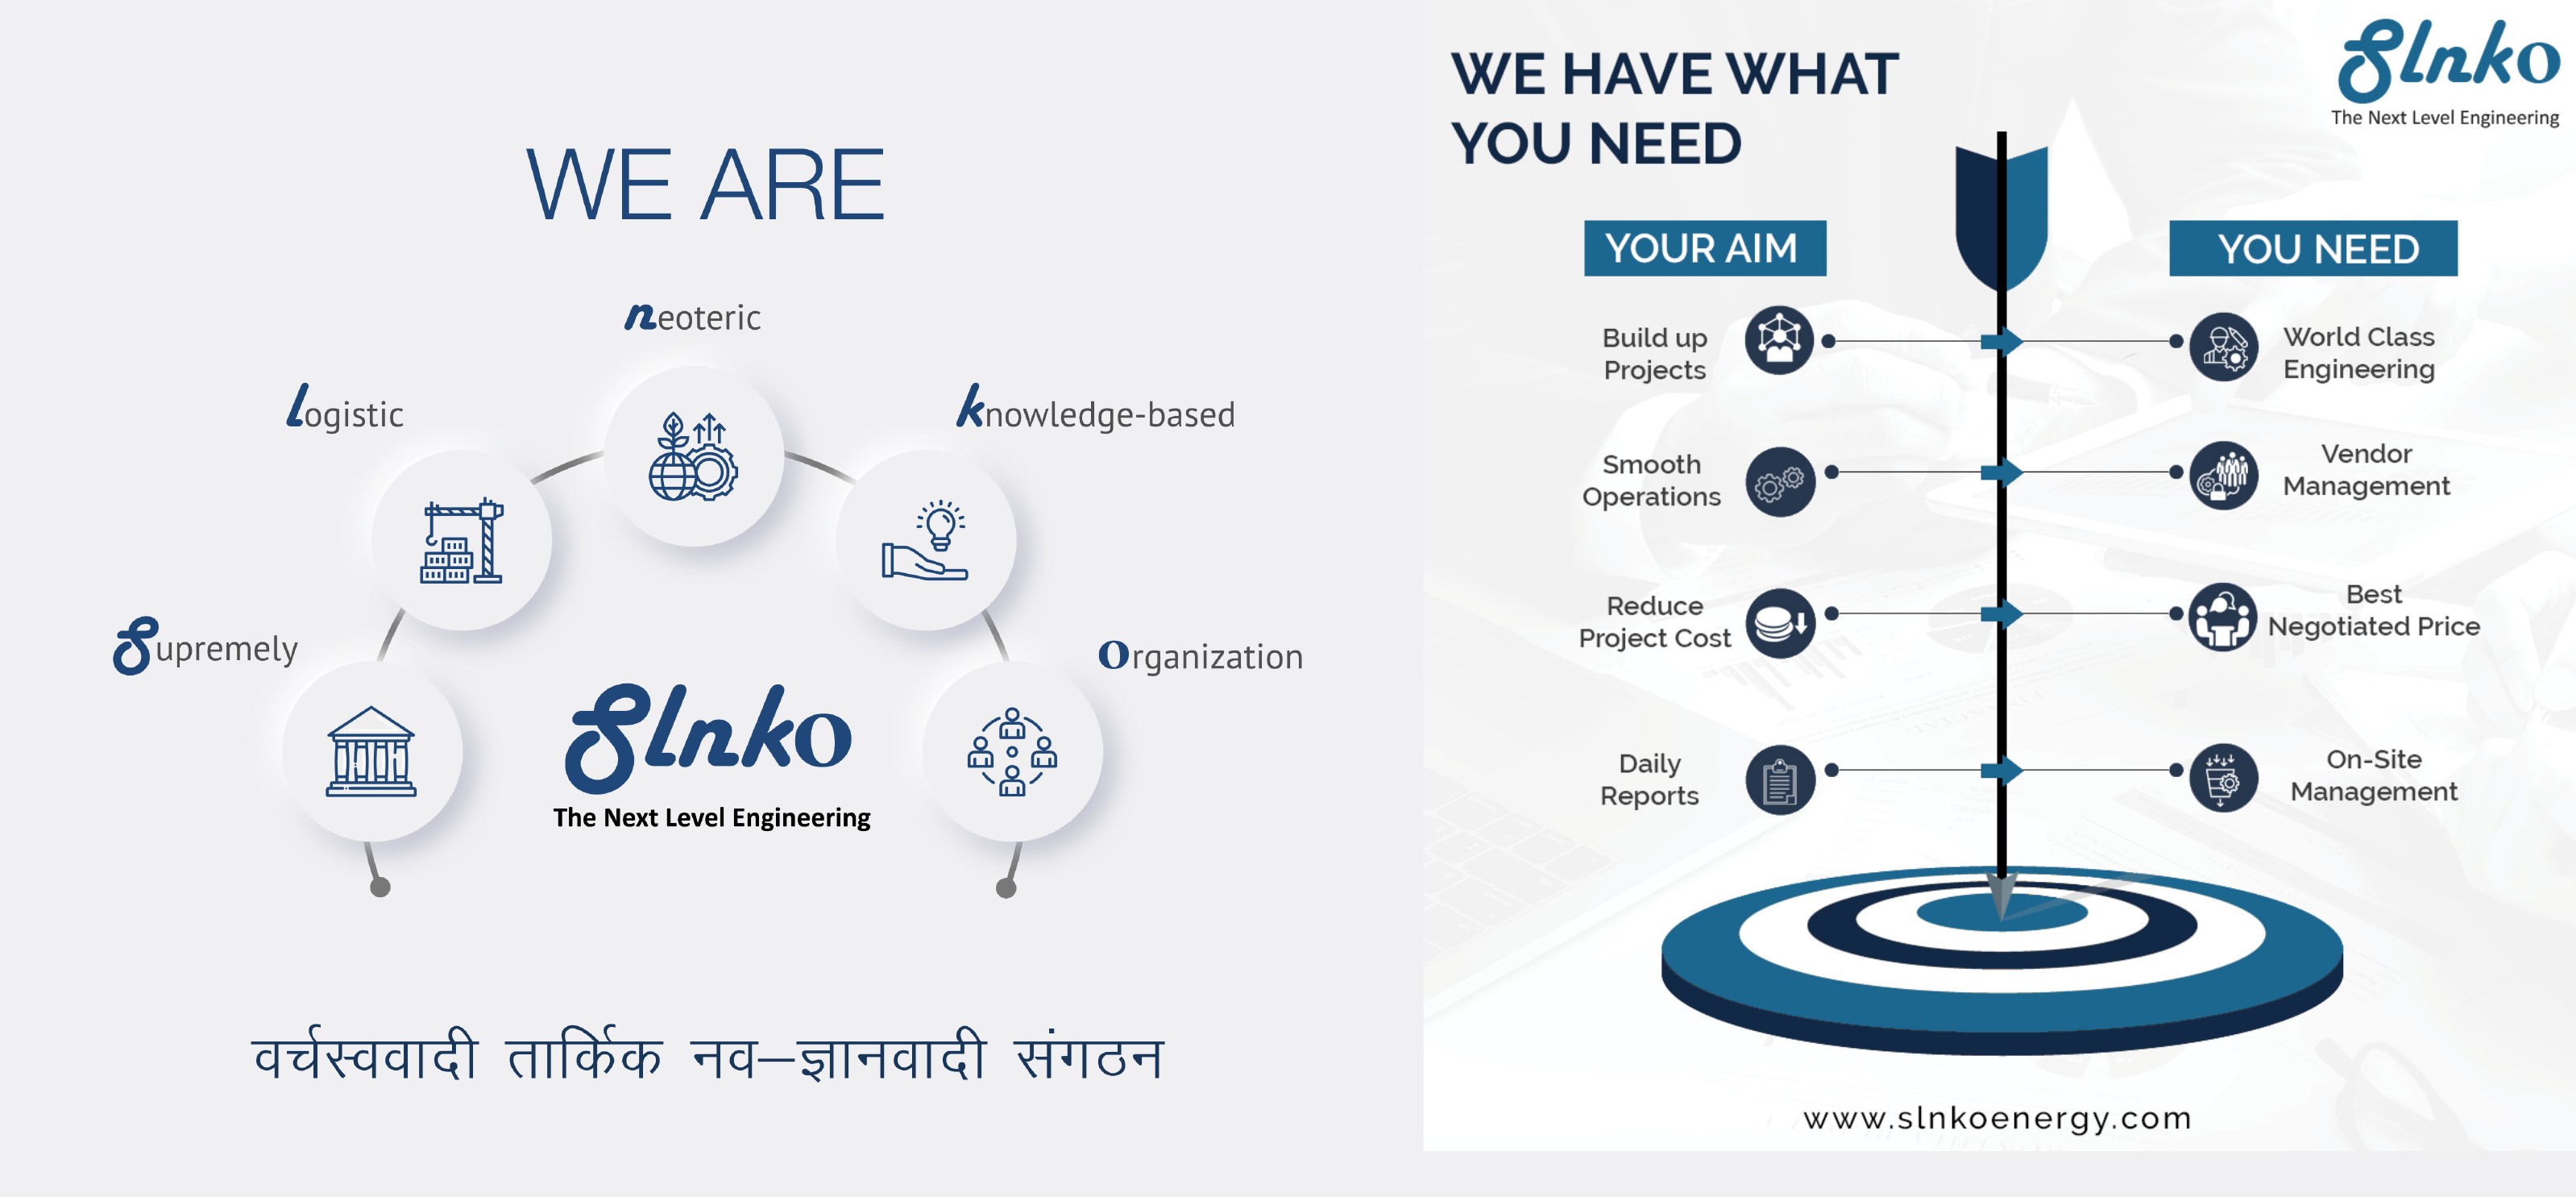 WE ARE
neoteric
Logistic
knowledge-based
Supremely
Organization
Slnko
The Next Level Engineering
वर्चस्ववादी तार्किक नव–ज्ञानवादी संगठन
Slnko
The Next Level Engineering
WE HAVE WHAT
YOU NEED
YOUR AIM
YOU NEED
Build up
Projects
World Class
Engineering
Smooth
Operations
Vendor
Management
Reduce
Project Cost
Best
Negotiated Price
Daily
Reports
On-Site
Management
www.slnkoenergy.com